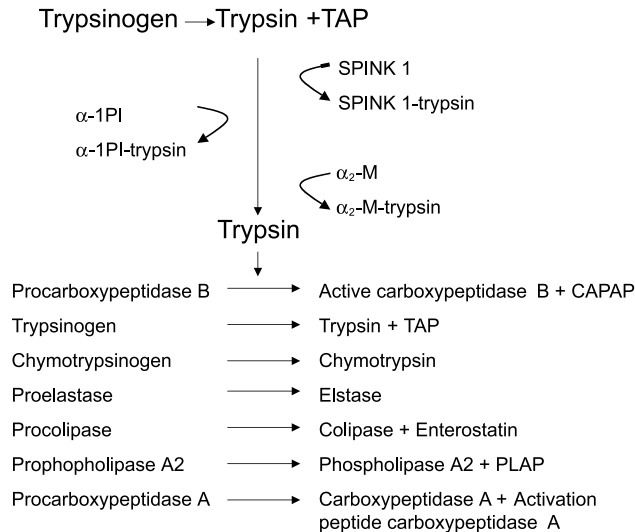 Trypsinogen Trypsin +TAP
SPINK 1
SPINK 1-trypsin
α-1PI
α-1PI-trypsin
α₂-M
α₂-M-trypsin
Trypsin
Procarboxypeptidase B Active carboxypeptidase B + CAPAP
Trypsinogen Trypsin + TAP
Chymotrypsinogen Chymotrypsin
Proelastase Elstase
Procolipase Colipase + Enterostatin
Prophopholipase A2 Phospholipase A2 + PLAP
Procarboxypeptidase A Carboxypeptidase A + Activation
peptide carboxypeptidase A